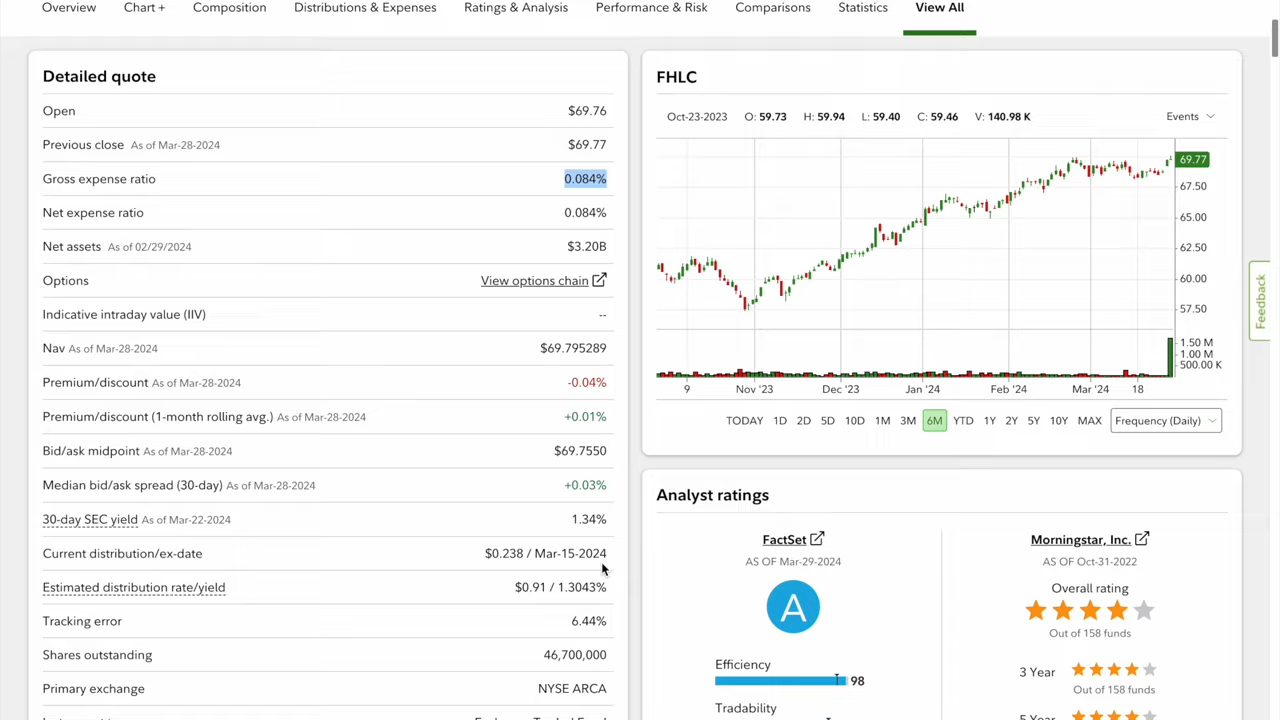 Overview Chart + Composition Distributions & Expenses Ratings & Analysis Performance & Risk Comparisons Statistics View All
Detailed quote
Open $69.76
Previous close As of Mar-28-2024 $69.77
Gross expense ratio 0.084%
Net expense ratio 0.084%
Net assets As of 02/29/2024 $3.20B
Options View options chain
Indicative intraday value (IIV) --
Nav As of Mar-28-2024 $69.795289
Premium/discount As of Mar-28-2024 -0.04%
Premium/discount (1-month rolling avg.) As of Mar-28-2024 +0.01%
Bid/ask midpoint As of Mar-28-2024 $69.7550
Median bid/ask spread (30-day) As of Mar-28-2024 +0.03%
30-day SEC yield As of Mar-22-2024 1.34%
Current distribution/ex-date $0.238 / Mar-15-2024
Estimated distribution rate/yield $0.91 / 1.3043%
Tracking error 6.44%
Shares outstanding 46,700,000
Primary exchange NYSE ARCA
FHLC
Oct-23-2023 O: 59.73 H: 59.94 L: 59.40 C: 59.46 V: 140.98 K Events
69.77
67.50
65.00
62.50
60.00
57.50
1.50 M
1.00 M
500.00 K
9 Nov '23 Dec '23 Jan '24 Feb '24 Mar '24 18
TODAY 1D 2D 5D 10D 1M 3M 6M YTD 1Y 2Y 5Y 10Y MAX Frequency (Daily)
Analyst ratings
FactSet
AS OF Mar-29-2024
A
Efficiency
98
Tradability
Morningstar, Inc.
AS OF Oct-31-2022
Overall rating
Out of 158 funds
3 Year
Out of 158 funds
5 Year
Feedback